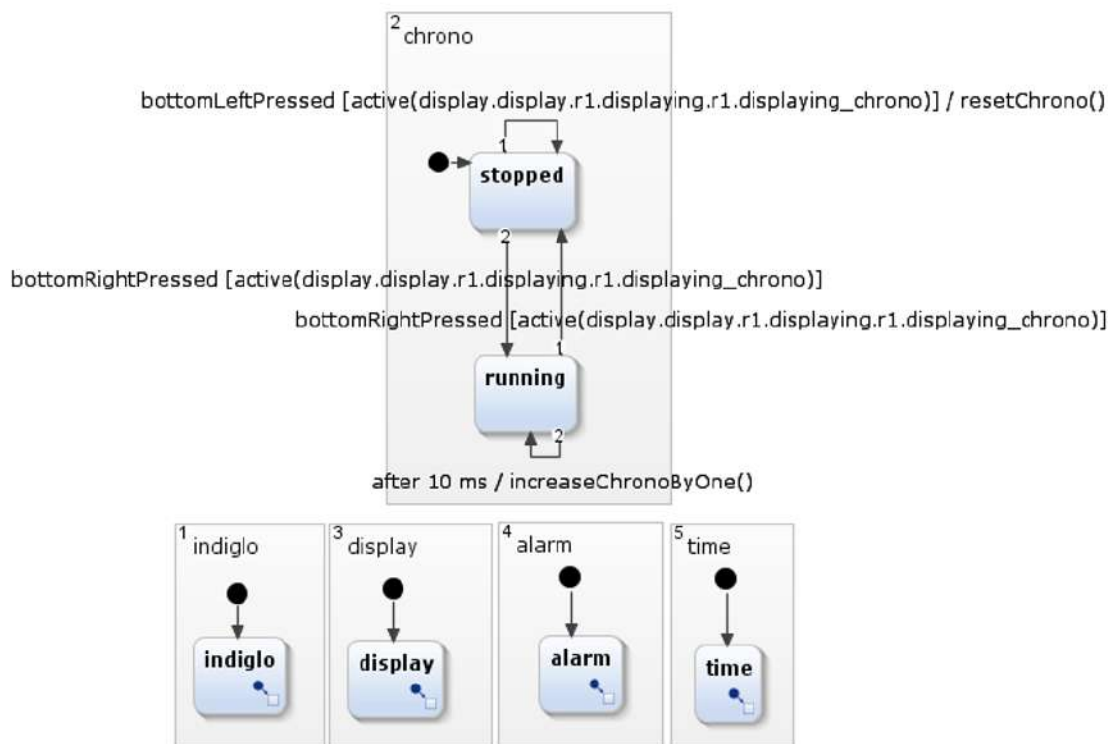 2
chrono
bottomLeftPressed [active(display.display.r1.displaying.r1.displaying_chrono)] / resetChrono()
1
stopped
2
bottomRightPressed [active(display.display.r1.displaying.r1.displaying_chrono)]
bottomRightPressed [active(display.display.r1.displaying.r1.displaying_chrono)]
1
running
2
after 10 ms / increaseChronoByOne()
1
indiglo
indiglo
3
display
display
4
alarm
alarm
5
time
time